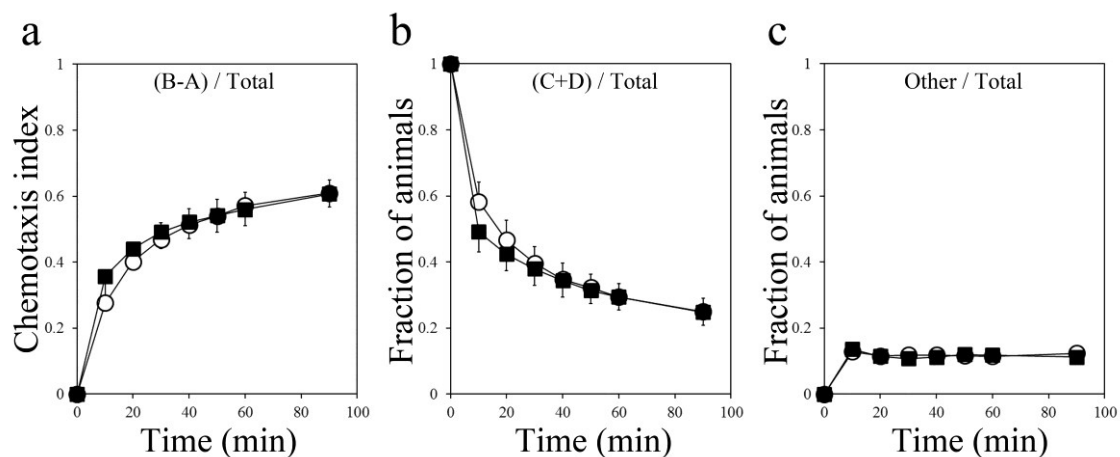 a
(B-A) / Total
Chemotaxis index
1
0.8
0.6
0.4
0.2
0
0 20 40 60 80 100
Time (min)
b
(C+D) / Total
Fraction of animals
1
0.8
0.6
0.4
0.2
0
0 20 40 60 80 100
Time (min)
c
Other / Total
Fraction of animals
1
0.8
0.6
0.4
0.2
0
0 20 40 60 80 100
Time (min)